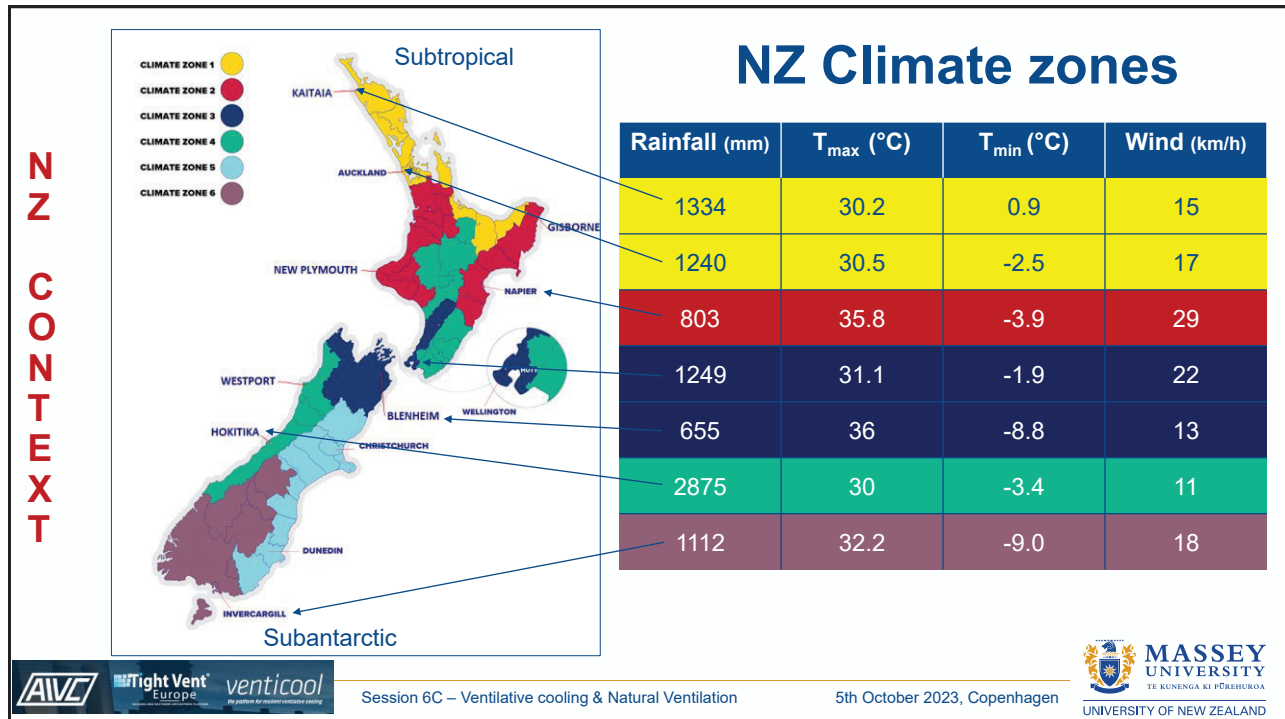 NZ CONTEXT
Subtropical
CLIMATE ZONE 1
CLIMATE ZONE 2
CLIMATE ZONE 3
CLIMATE ZONE 4
CLIMATE ZONE 5
CLIMATE ZONE 6
KAITAIA
AUCKLAND
GISBORNE
NEW PLYMOUTH
NAPIER
HUTT
WELLINGTON
WESTPORT
BLENHEIM
HOKITIKA
CHRISTCHURCH
DUNEDIN
INVERCARGILL
Subantarctic
NZ Climate zones
Rainfall (mm) Tmax (°C) Tmin (°C) Wind (km/h)
1334 30.2 0.9 15
1240 30.5 -2.5 17
803 35.8 -3.9 29
1249 31.1 -1.9 22
655 36 -8.8 13
2875 30 -3.4 11
1112 32.2 -9.0 18
AIVC
TightVent®
Europe
venticool
the platform for resilient ventilative cooling
Session 6C – Ventilative cooling & Natural Ventilation
5th October 2023, Copenhagen
MASSEY
UNIVERSITY
TE KUNENGA KI PŪREHUROA
UNIVERSITY OF NEW ZEALAND